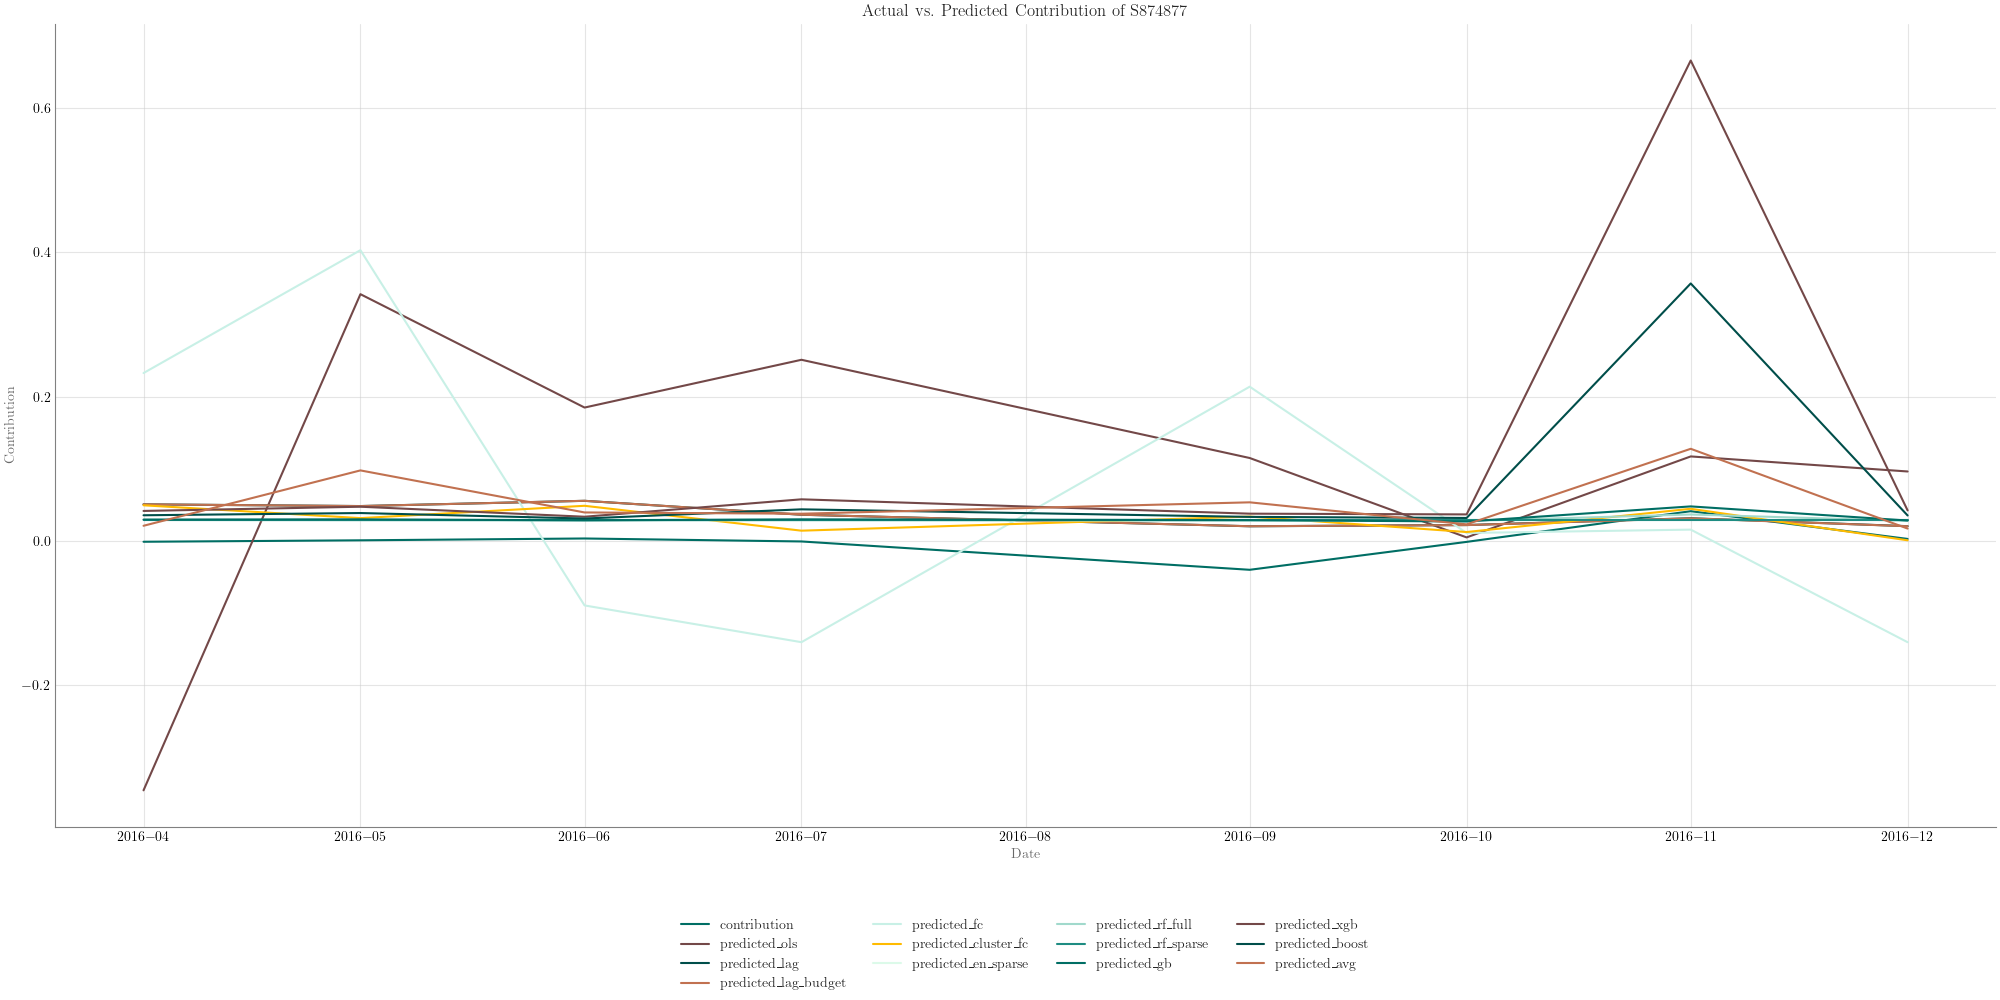 Actual vs. Predicted Contribution of S874877
0.6
0.4
0.2
0.0
−0.2
Contribution
2016−04 2016−05 2016−06 2016−07 2016−08 2016−09 2016−10 2016−11 2016−12
Date
contribution predicted_fc predicted_rf_full predicted_xgb
predicted_ols predicted_cluster_fc predicted_rf_sparse predicted_boost
predicted_lag predicted_en_sparse predicted_gb predicted_avg
predicted_lag_budget